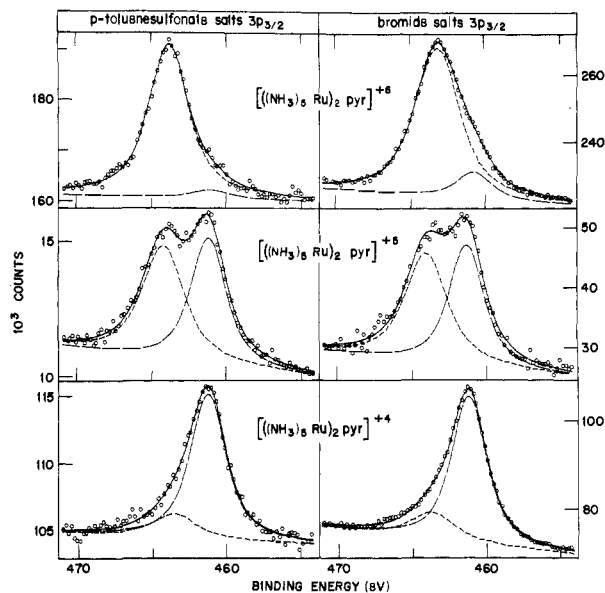 p-toluenesulfonate salts 3p3/2
bromide salts 3p3/2
180
160
[((NH3)5 Ru)2 pyr]+6
260
240
15
10
[((NH3)5 Ru)2 pyr]+5
50
40
30
10³ COUNTS
115
110
105
[((NH3)5 Ru)2 pyr]+4
100
80
470
460
470
460
BINDING ENERGY (8V)